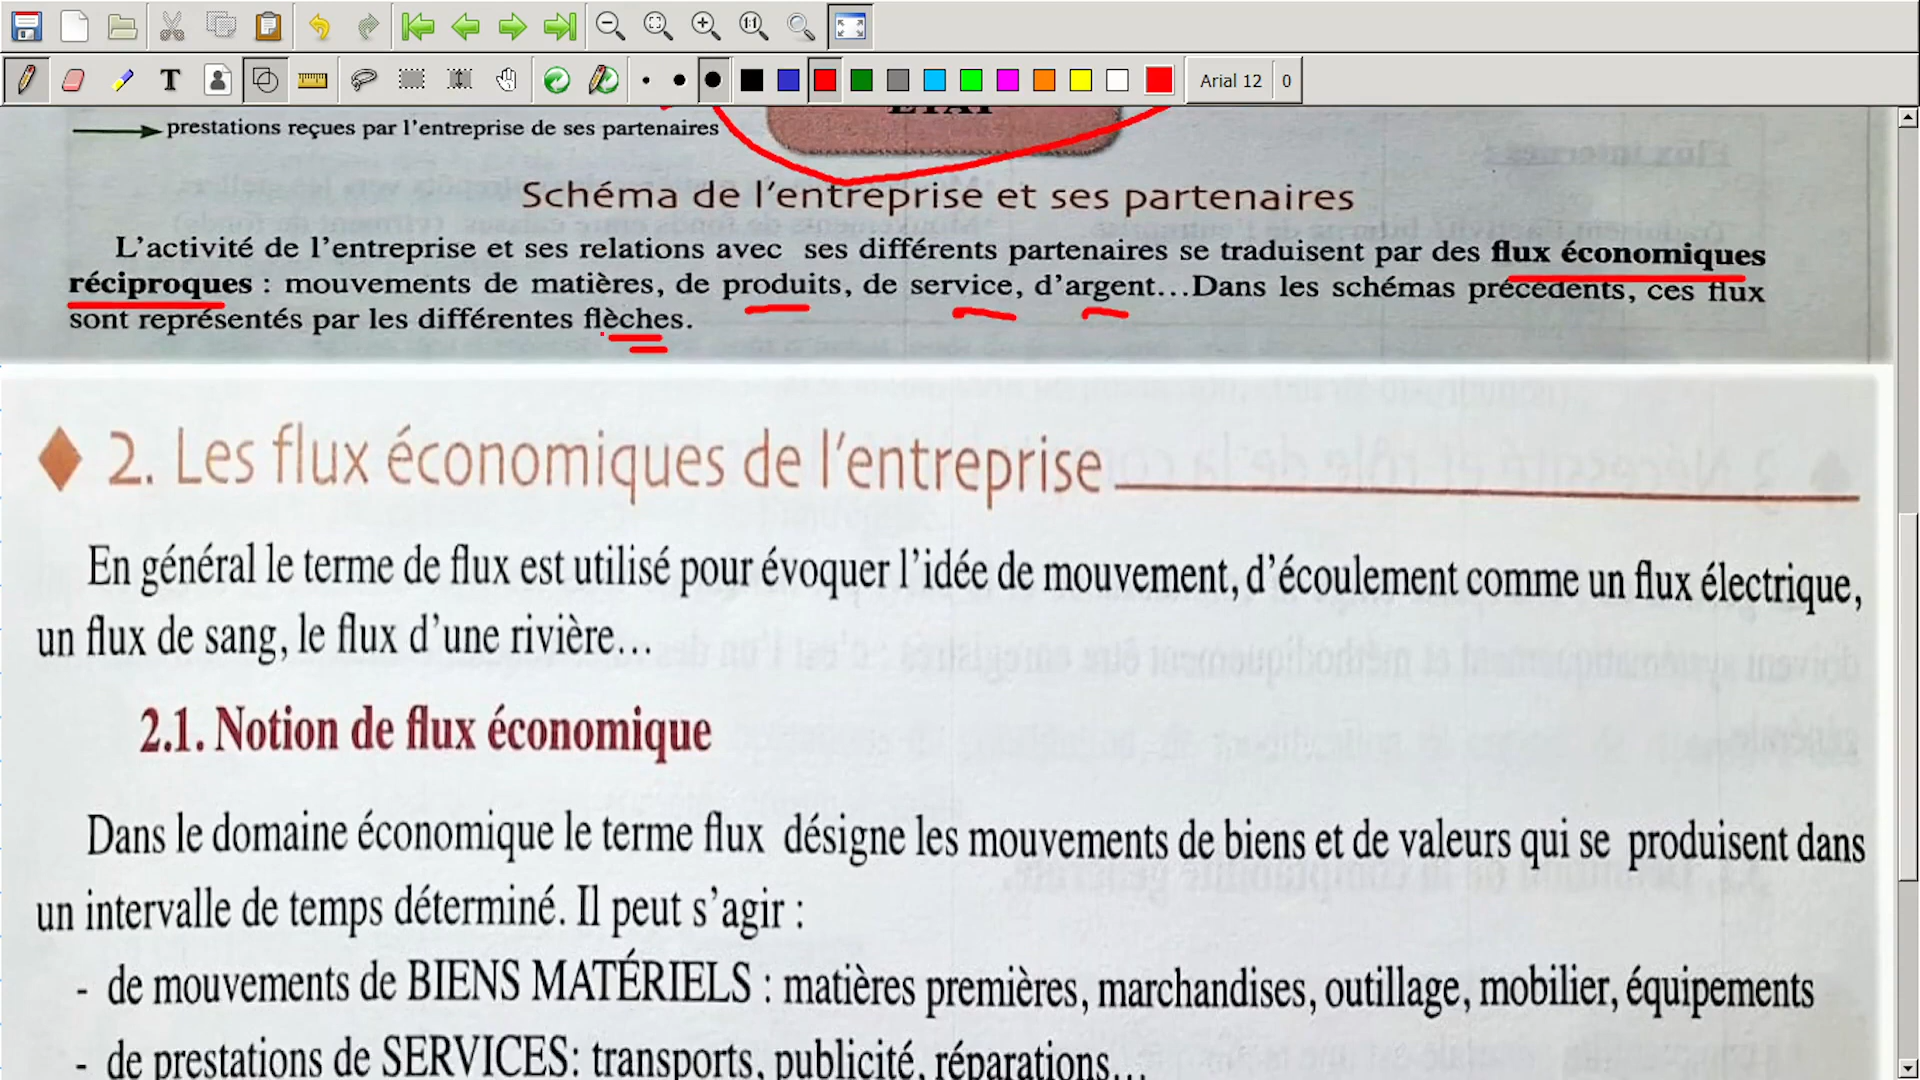 T
1:1
Arial 12
0
ETAT
prestations reçues par l'entreprise de ses partenaires
Schéma de l'entreprise et ses partenaires
L'activité de l'entreprise et ses relations avec ses différents partenaires se traduisent par des flux économiques
réciproques : mouvements de matières, de produits, de service, d'argent...Dans les schémas précédents, ces flux
sont représentés par les différentes flèches.
2. Les flux économiques de l'entreprise
En général le terme de flux est utilisé pour évoquer l'idée de mouvement, d'écoulement comme un flux électrique,
un flux de sang, le flux d'une rivière...
2.1. Notion de flux économique
Dans le domaine économique le terme flux désigne les mouvements de biens et de valeurs qui se produisent dans
un intervalle de temps déterminé. Il peut s'agir :
- de mouvements de BIENS MATÉRIELS : matières premières, marchandises, outillage, mobilier, équipements
- de prestations de SERVICES: transports, publicité, réparations...